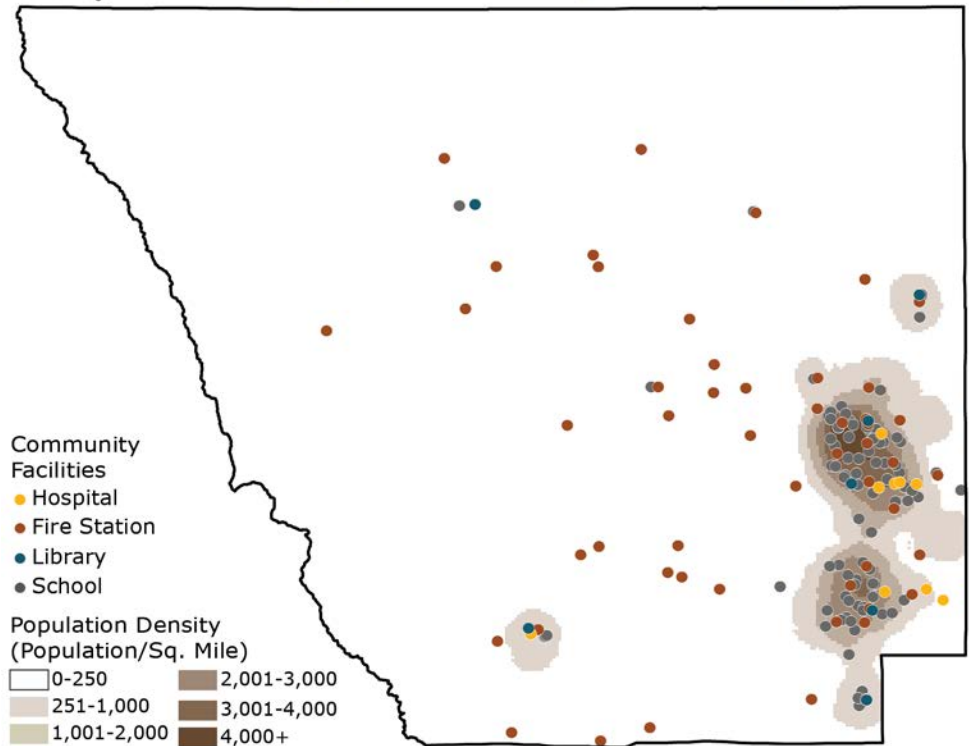 Community
Facilities
Hospital
Fire Station
Library
School
Population Density
(Population/Sq. Mile)
0-250
251-1,000
1,001-2,000
2,001-3,000
3,001-4,000
4,000+